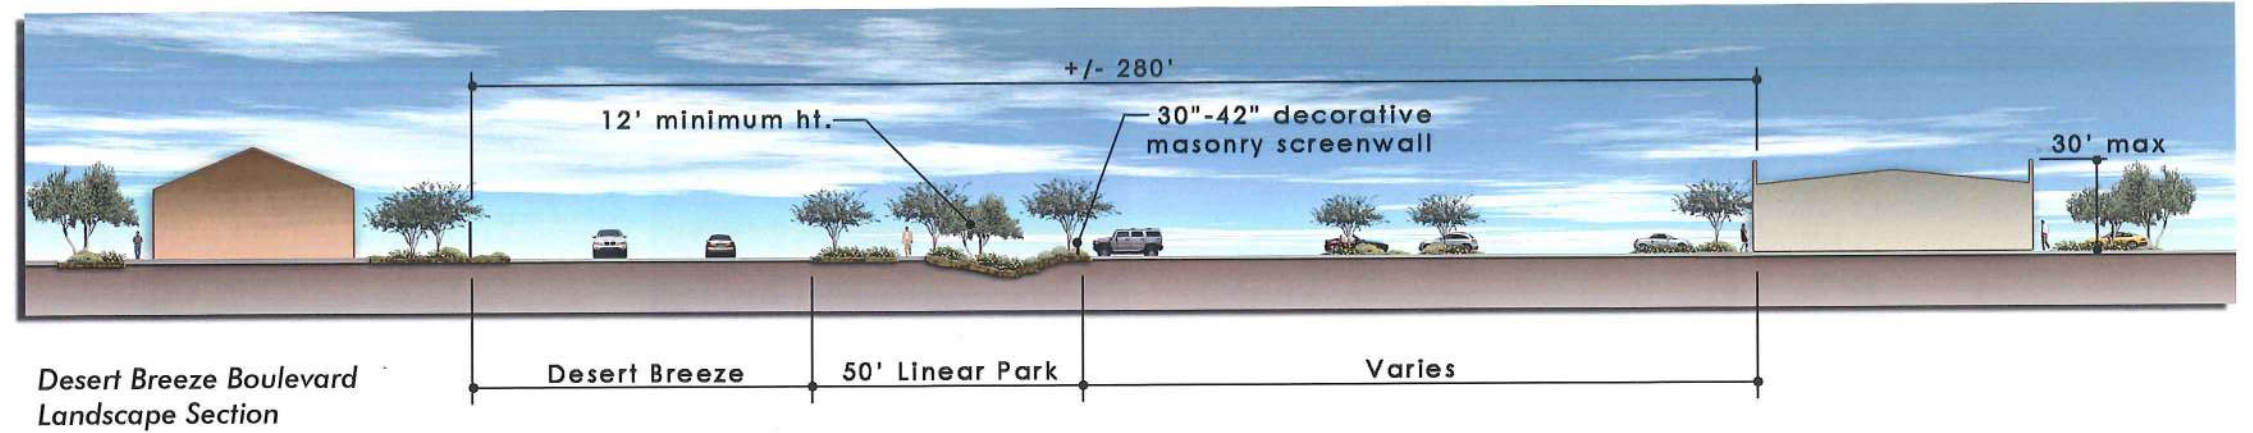 +/- 280'
12' minimum ht.
30"-42" decorative
masonry screenwall
30' max
Desert Breeze
50' Linear Park
Varies
Desert Breeze Boulevard
Landscape Section